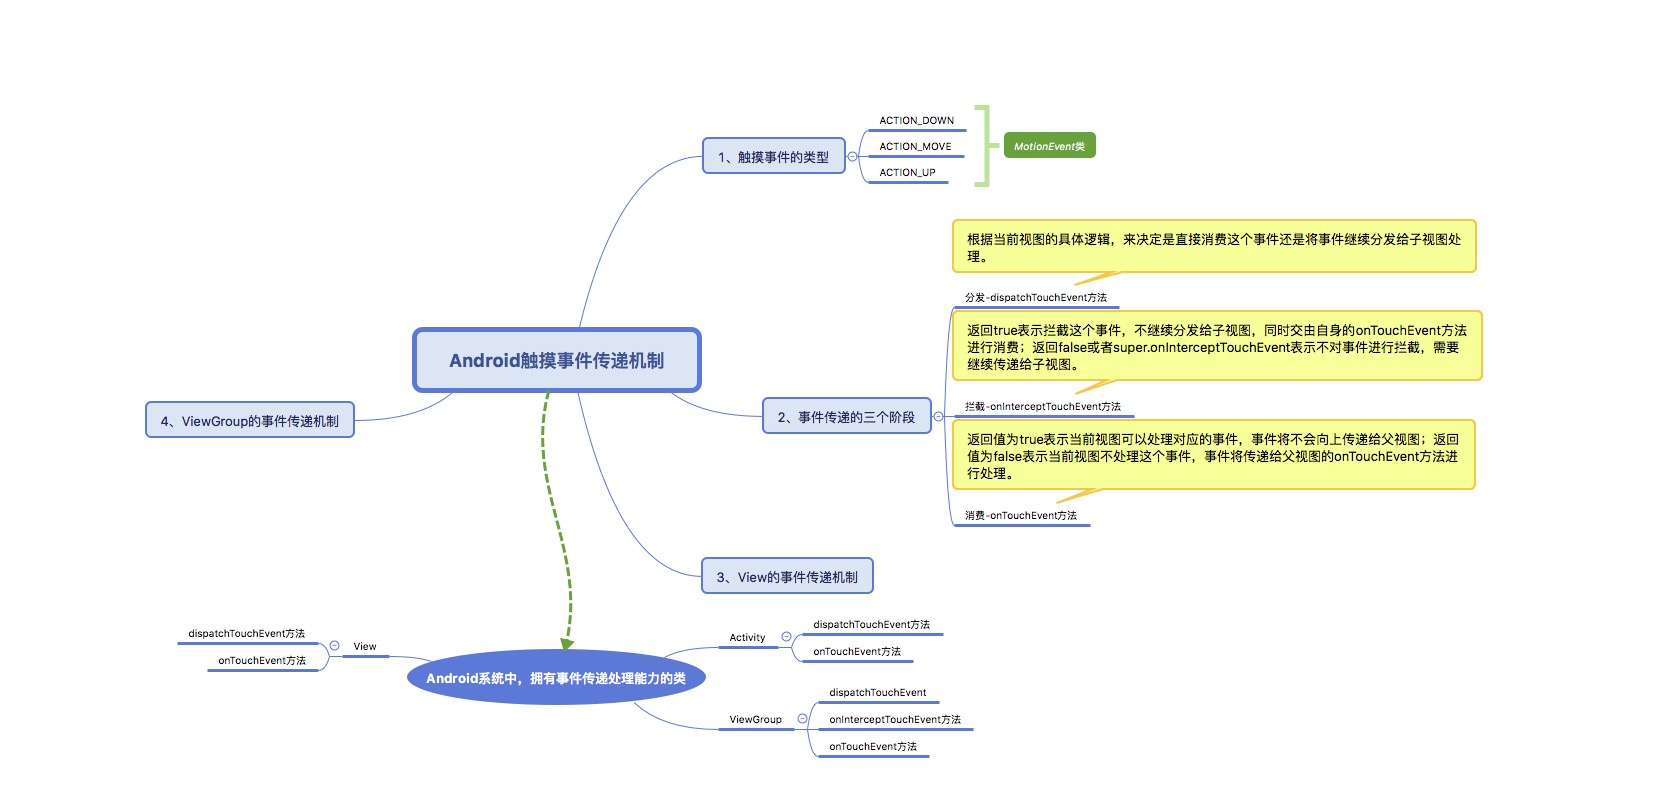 ACTION_DOWN
ACTION_MOVE
ACTION_UP
MotionEvent类
1、触摸事件的类型
根据当前视图的具体逻辑，来决定是直接消费这个事件还是将事件继续分发给子视图处
理。
分发-dispatchTouchEvent方法
返回true表示拦截这个事件，不继续分发给子视图，同时交由自身的onTouchEvent方法
进行消费；返回false或者super.onInterceptTouchEvent表示不对事件进行拦截，需要
继续传递给子视图。
拦截-onInterceptTouchEvent方法
返回值为true表示当前视图可以处理对应的事件，事件将不会向上传递给父视图；返回
值为false表示当前视图不处理这个事件，事件将传递给父视图的onTouchEvent方法进
行处理。
消费-onTouchEvent方法
2、事件传递的三个阶段
Android触摸事件传递机制
4、ViewGroup的事件传递机制
3、View的事件传递机制
dispatchTouchEvent方法
onTouchEvent方法
View
Android系统中，拥有事件传递处理能力的类
Activity
dispatchTouchEvent方法
onTouchEvent方法
ViewGroup
dispatchTouchEvent
onInterceptTouchEvent方法
onTouchEvent方法